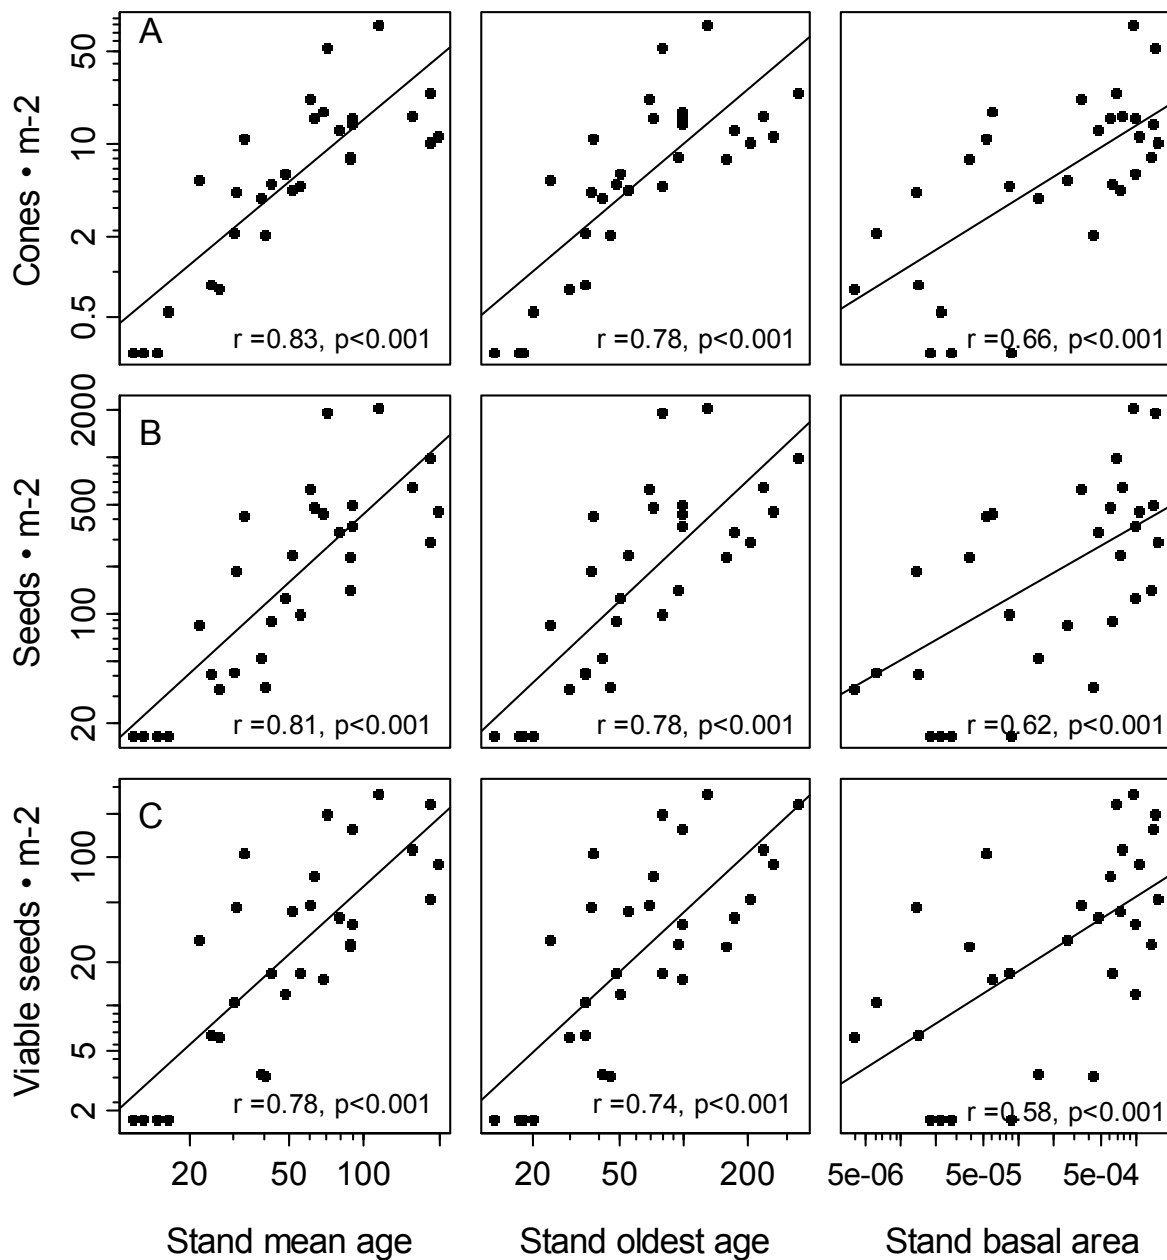 A
Cones • m-2
50
10
2
0.5
r =0.83, p<0.001
r =0.78, p<0.001
r =0.66, p<0.001
B
Seeds • m-2
2000
500
100
20
r =0.81, p<0.001
r =0.78, p<0.001
r =0.62, p<0.001
C
Viable seeds • m-2
100
20
5
2
r =0.78, p<0.001
r =0.74, p<0.001
r =0.58, p<0.001
20 50 100
20 50 200
5e-06 5e-05 5e-04
Stand mean age
Stand oldest age
Stand basal area